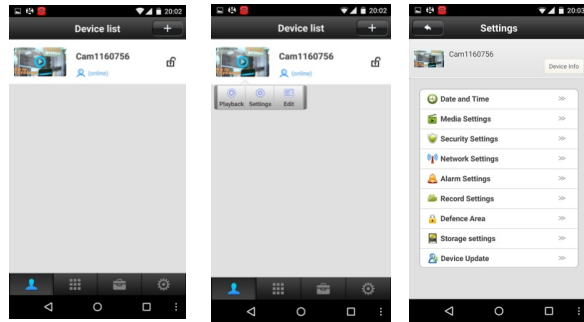 20:02
Device list
+
Cam1160756
(online)
20:02
Device list
+
Cam1160756
(online)
Playback Settings Edit
20:03
Settings
Cam1160756
Device info
Date and Time
Media Settings
Security Settings
Network Settings
Alarm Settings
Record Settings
Defence Area
Storage settings
Device Update